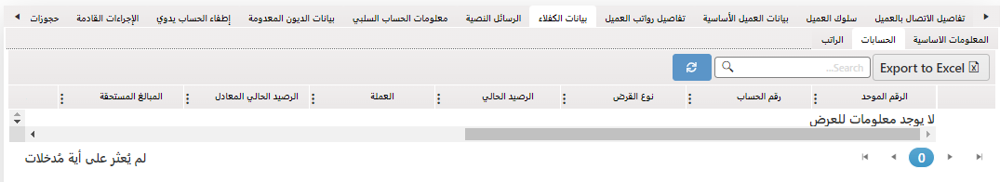 تفاصيل الاتصال بالعميل سلوك العميل بيانات العميل الأساسية تفاصيل رواتب العميل بيانات الكفلاء الرسائل النصية معلومات الحساب السلبي بيانات الديون المعدومة إطفاء الحساب يدوي الإجراءات القادمة حجوزات
المعلومات الاساسية الحسابات الراتب
Export to Excel Search...
الرقم الموحد رقم الحساب نوع القرض الرصيد الحالي العملة الرصيد الحالي المعادل المبالغ المستحقة
لا يوجد معلومات للعرض
0 لم يُعثر على أية مُدخلات